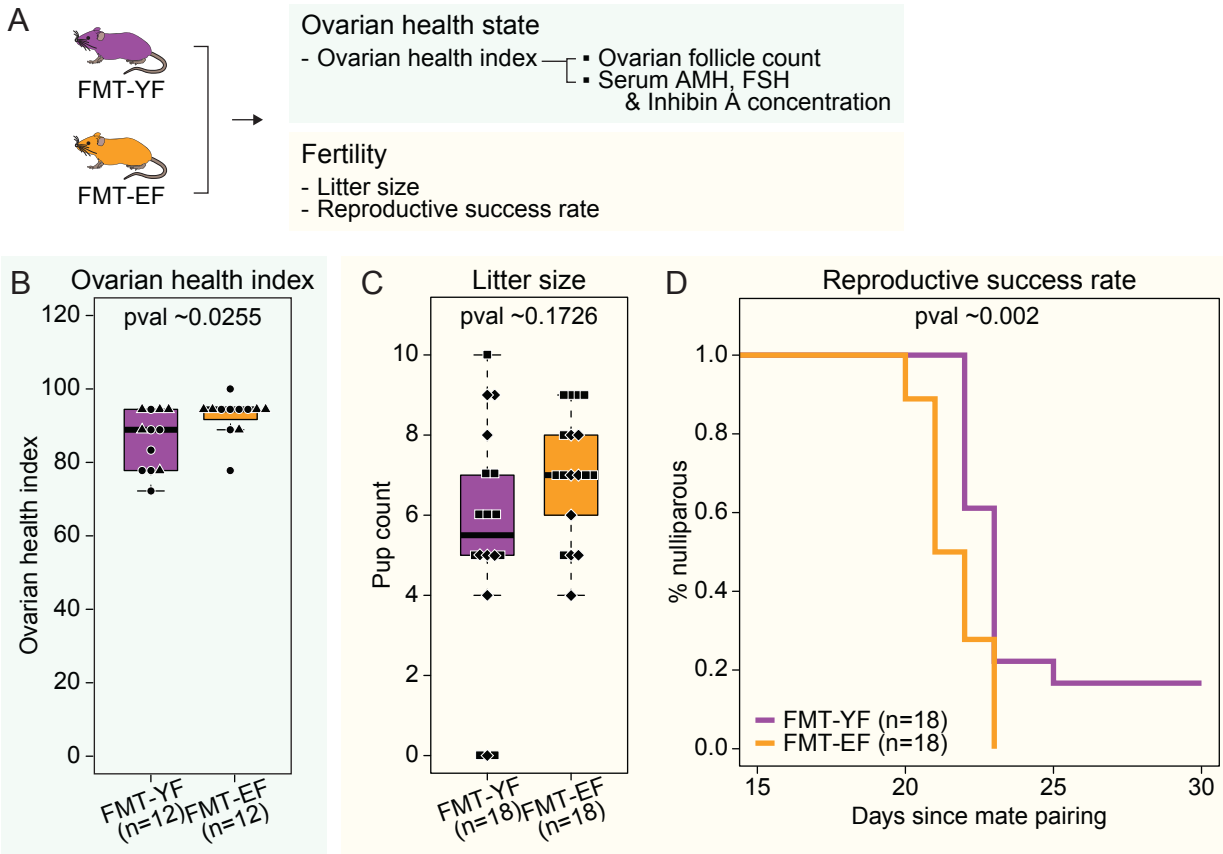 A
FMT-YF
FMT-EF
Ovarian health state
- Ovarian health index
▪ Ovarian follicle count
▪ Serum AMH, FSH
& Inhibin A concentration
Fertility
- Litter size
- Reproductive success rate
B
Ovarian health index
pval ~0.0255
Ovarian health index
120
100
80
60
40
20
0
FMT-YF
(n=12)
FMT-EF
(n=12)
C
Litter size
pval ~0.1726
Pup count
10
8
6
4
2
0
FMT-YF
(n=18)
FMT-EF
(n=18)
D
Reproductive success rate
pval ~0.002
% nulliparous
1.0
0.8
0.6
0.4
0.2
0.0
FMT-YF (n=18)
FMT-EF (n=18)
15
20
25
30
Days since mate pairing